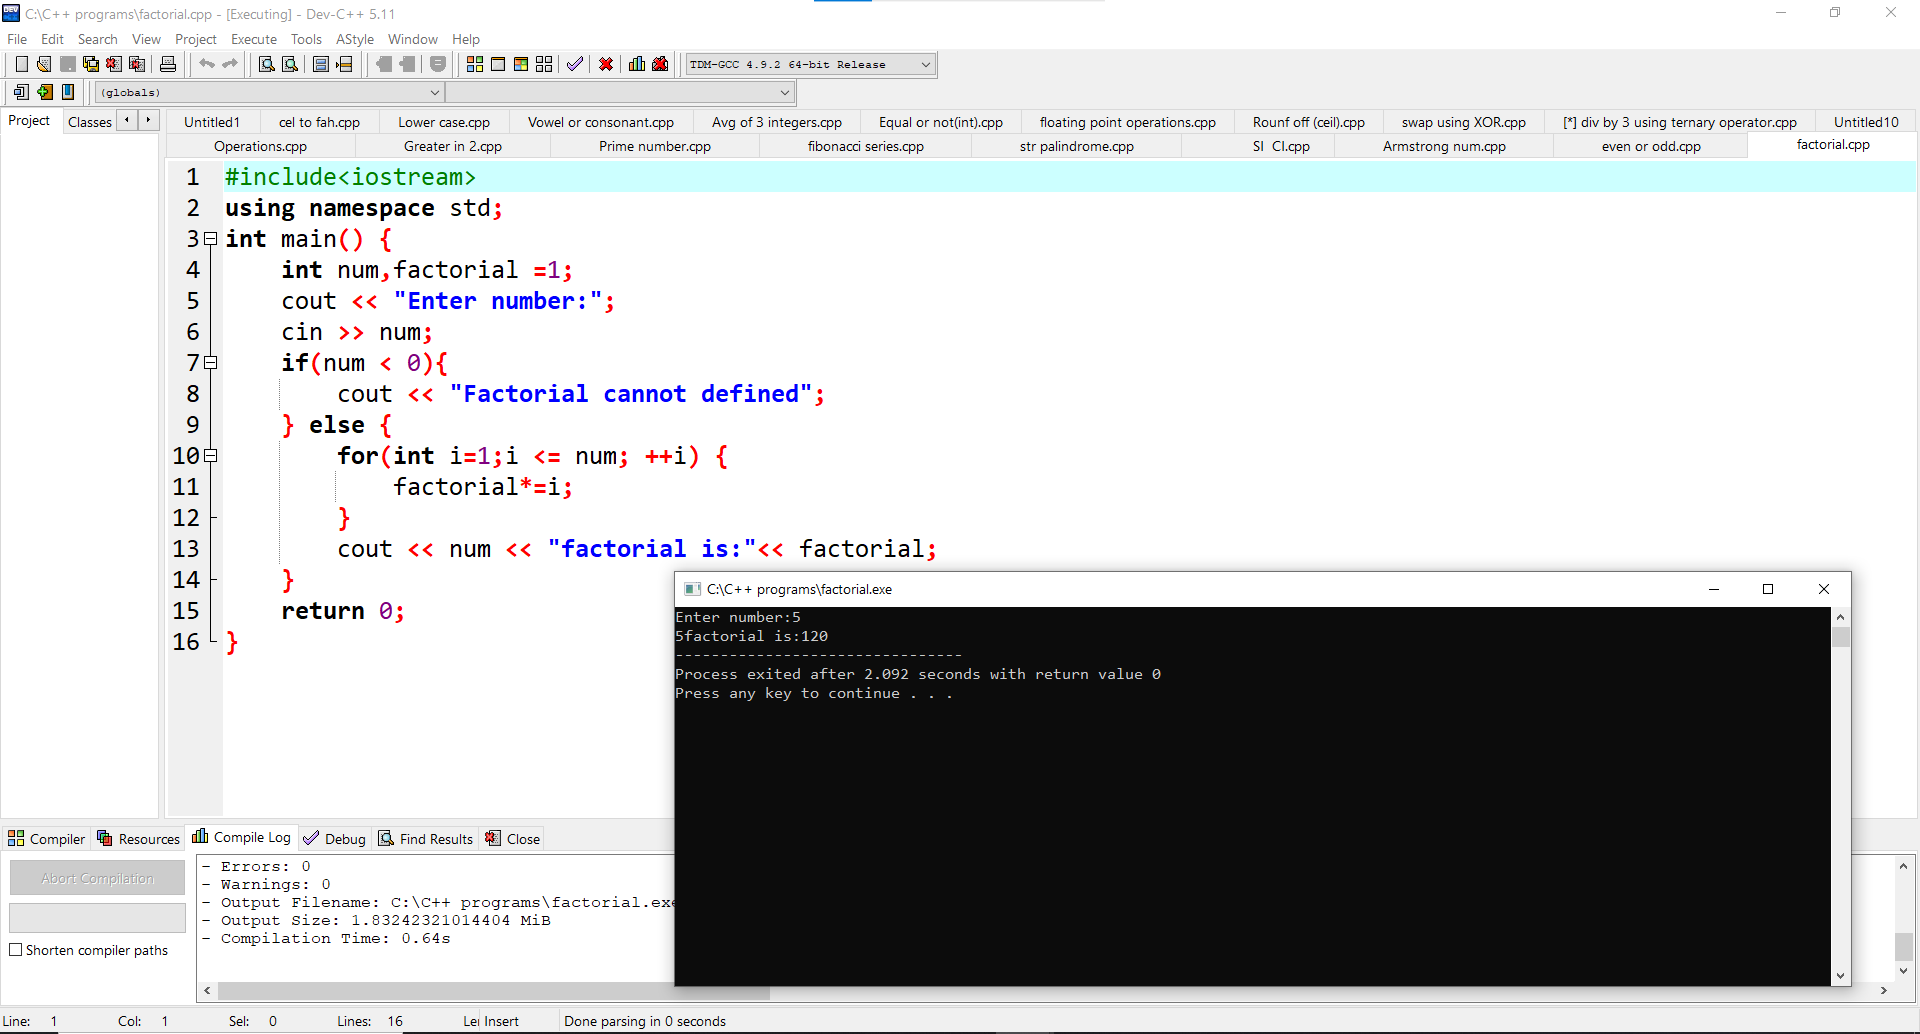 C:\C++ programs\factorial.cpp - [Executing] - Dev-C++ 5.11
File Edit Search View Project Execute Tools AStyle Window Help
TDM-GCC 4.9.2 64-bit Release
(globals)
Project Classes
Untitled1 cel to fah.cpp Lower case.cpp Vowel or consonant.cpp Avg of 3 integers.cpp Equal or not(int).cpp floating point operations.cpp Rounf off (ceil).cpp swap using XOR.cpp [*] div by 3 using ternary operator.cpp Untitled10
Operations.cpp Greater in 2.cpp Prime number.cpp fibonacci series.cpp str palindrome.cpp SI CI.cpp Armstrong num.cpp even or odd.cpp factorial.cpp
1 #include<iostream>
2 using namespace std;
3 int main() {
4 int num,factorial =1;
5 cout << "Enter number:";
6 cin >> num;
7 if(num < 0){
8 cout << "Factorial cannot defined";
9 } else {
10 for(int i=1;i <= num; ++i) {
11 factorial*=i;
12 }
13 cout << num << "factorial is:"<< factorial;
14 }
15 return 0;
16 }
C:\C++ programs\factorial.exe
Enter number:5
5factorial is:120
--------------------------------
Process exited after 2.092 seconds with return value 0
Press any key to continue . . .
Compiler Resources Compile Log Debug Find Results Close
Abort Compilation
Shorten compiler paths
- Errors: 0
- Warnings: 0
- Output Filename: C:\C++ programs\factorial.exe
- Output Size: 1.83242321014404 MiB
- Compilation Time: 0.64s
Line: 1 Col: 1 Sel: 0 Lines: 16 Le Insert Done parsing in 0 seconds